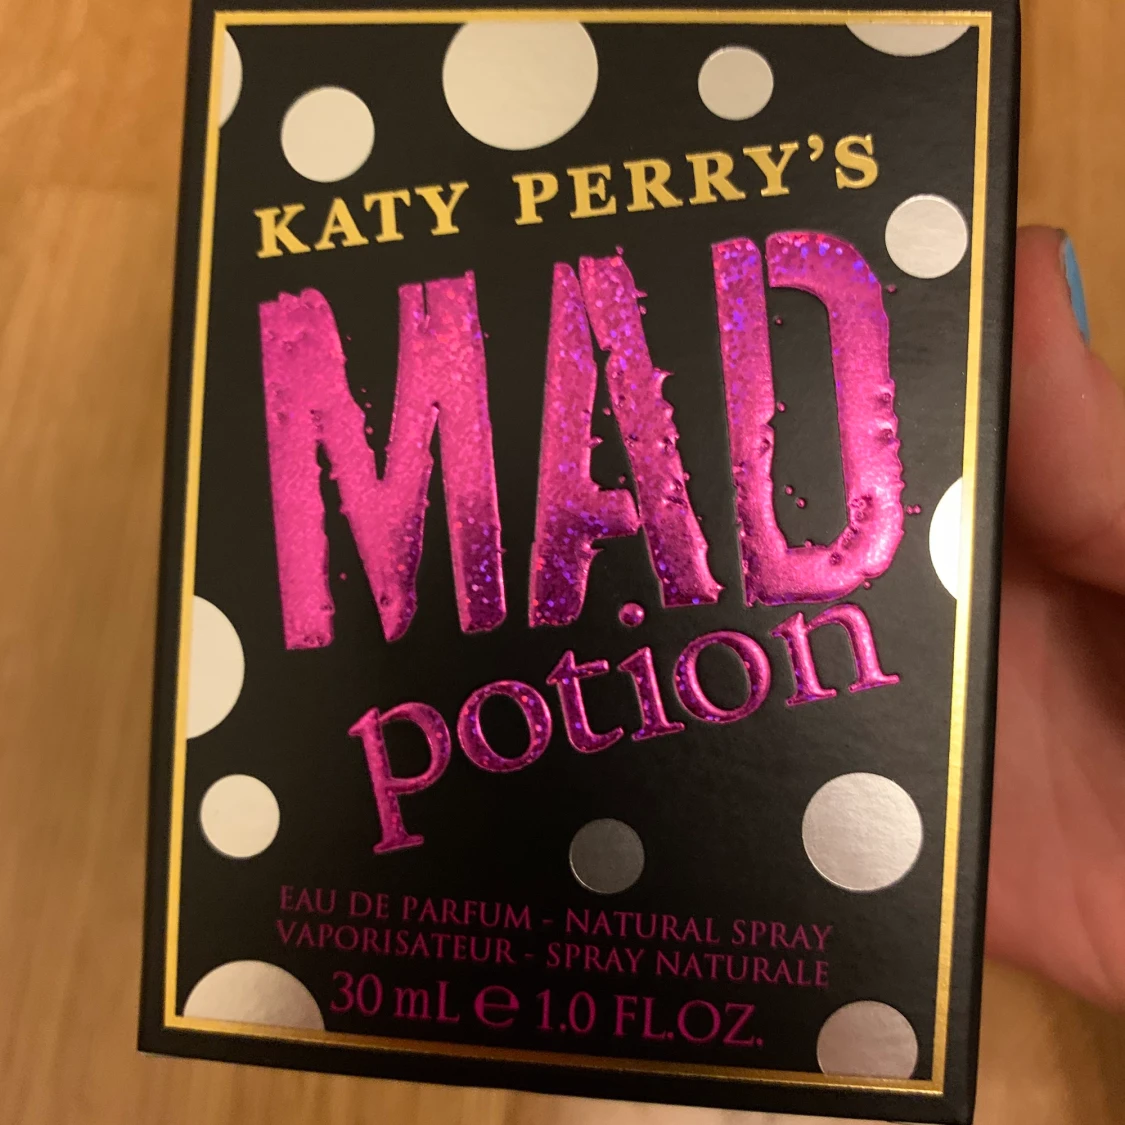 KATY PERRY'S
MAD
potion
EAU DE PARFUM - NATURAL SPRAY
VAPORISATEUR - SPRAY NATURALE
30 mL ℮ 1.0 FL.OZ.